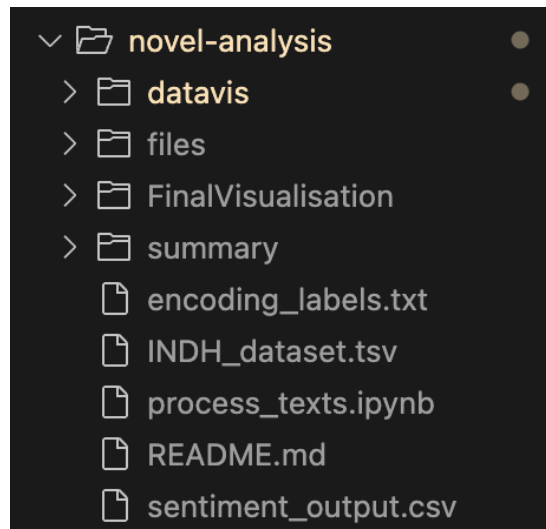 novel-analysis
datavis
files
FinalVisualisation
summary
encoding_labels.txt
INDH_dataset.tsv
process_texts.ipynb
README.md
sentiment_output.csv